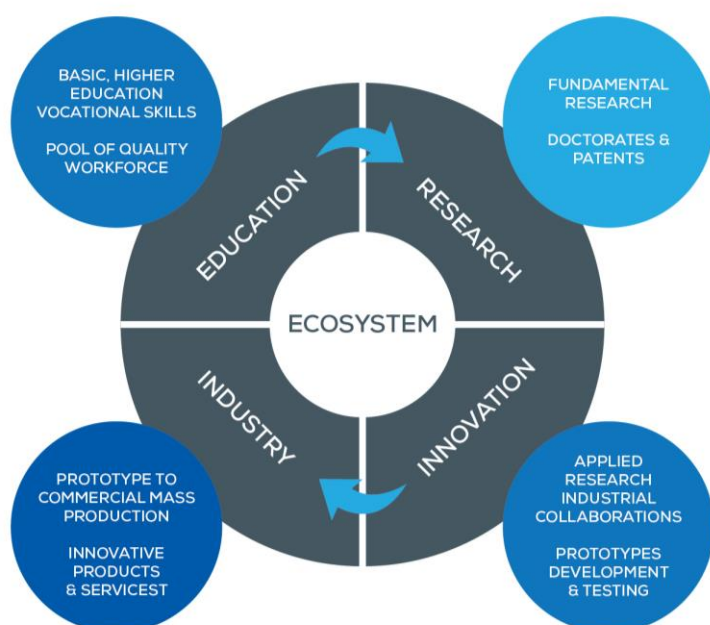 BASIC, HIGHER
EDUCATION
VOCATIONAL SKILLS
POOL OF QUALITY
WORKFORCE
FUNDAMENTAL
RESEARCH
DOCTORATES &
PATENTS
EDUCATION
RESEARCH
ECOSYSTEM
INDUSTRY
INNOVATION
PROTOTYPE TO
COMMERCIAL MASS
PRODUCTION
INNOVATIVE
PRODUCTS
& SERVICEST
APPLIED
RESEARCH
INDUSTRIAL
COLLABORATIONS
PROTOTYPES
DEVELOPMENT
& TESTING